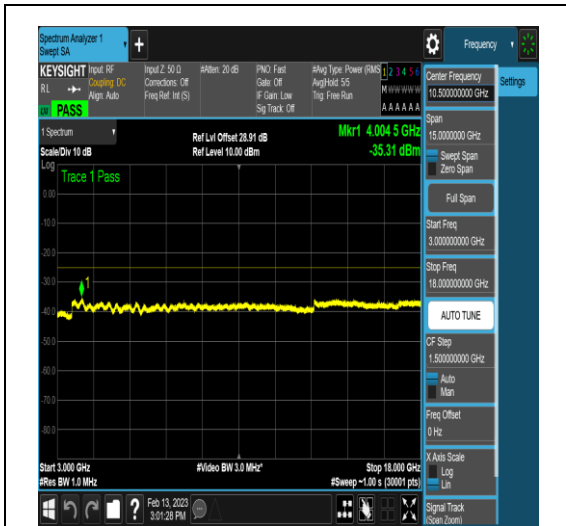 Spectrum Analyzer 1
Swept SA
Frequency
KEYSIGHT
RL
Input: RF
Coupling: DC
Align: Auto
Input Z: 50 Ω
Corrections: Off
Freq Ref: Int (S)
#Atten: 20 dB
PNO: Fast
Gate: Off
IF Gain: Low
Sig Track: Off
#Avg Type: Power (RMS
Avg|Hold: 5/5
Trig: Free Run
1 2 3 4 5 6
M W W W W W
A A A A A A
PASS
1 Spectrum
Scale/Div 10 dB
Ref Lvl Offset 28.91 dB
Ref Level 10.00 dBm
Mkr1 4.004 5 GHz
-35.31 dBm
Log
Trace 1 Pass
0.00
-10.0
-20.0
-30.0
-40.0
-50.0
-60.0
-70.0
-80.0
1
Start 3.000 GHz
#Res BW 1.0 MHz
#Video BW 3.0 MHz*
Stop 18.000 GHz
#Sweep ~1.00 s (30001 pts)
Feb 13, 2023
3:01:28 PM
Center Frequency
10.500000000 GHz
Settings
Span
15.0000000 GHz
Swept Span
Zero Span
Full Span
Start Freq
3.000000000 GHz
Stop Freq
18.000000000 GHz
AUTO TUNE
CF Step
1.500000000 GHz
Auto
Man
Freq Offset
0 Hz
X Axis Scale
Log
Lin
Signal Track
(Span Zoom)